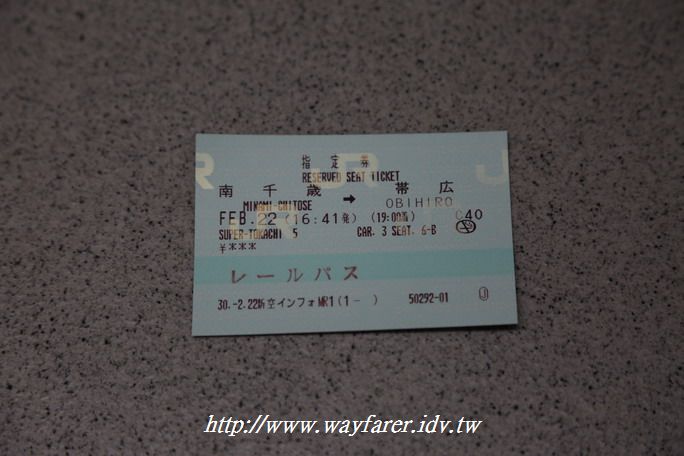 指定券
RESERVED SEAT TICKET
南千歳 → 帯広
MINAMI-CHITOSE OBIHIRO
FEB.22 (16:41発) (19:00着) C40
SUPER-TOKACHI 5 CAR. 3 SEAT. 6-B
¥***
レールパス
30.-2.22新空インフォMR1(1- ) 50292-01
http://www.wayfarer.idv.tw